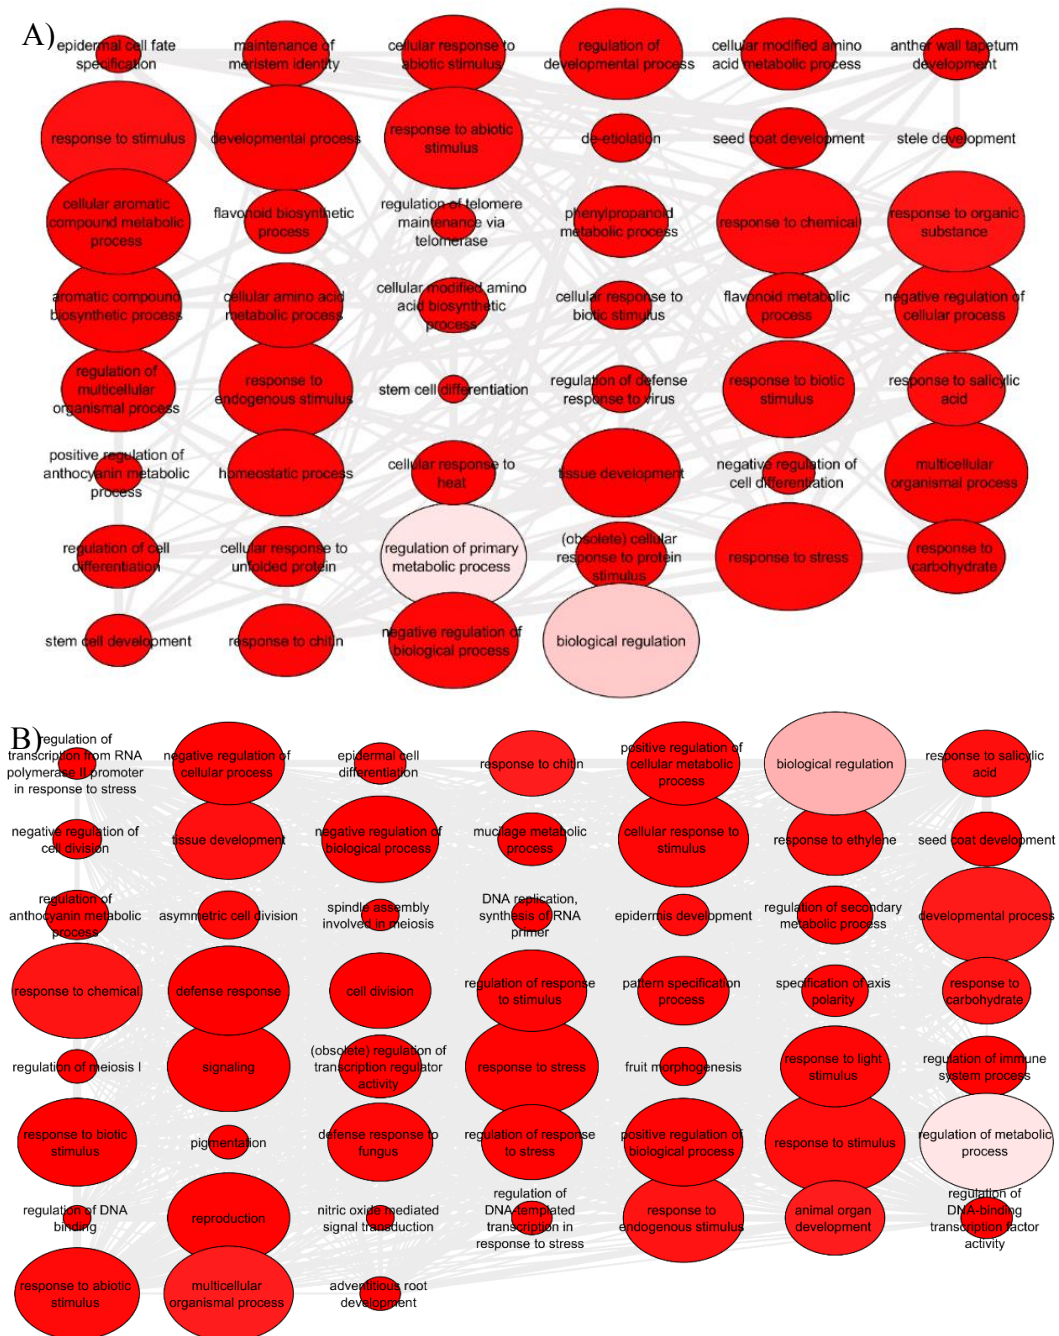 A)
epidermal cell fate
specification
maintenance of
meristem identity
cellular response to
abiotic stimulus
regulation of
developmental process
cellular modified amino
acid metabolic process
anther wall tapetum
development
response to stimulus
developmental process
response to abiotic
stimulus
de-etiolation
seed coat development
stele development
cellular aromatic
compound metabolic
process
flavonoid biosynthetic
process
regulation of telomere
maintenance via
telomerase
phenylpropanoid
metabolic process
response to chemical
response to organic
substance
aromatic compound
biosynthetic process
cellular amino acid
metabolic process
cellular modified amino
acid biosynthetic
process
cellular response to
biotic stimulus
flavonoid metabolic
process
negative regulation of
cellular process
regulation of
multicellular
organismal process
response to
endogenous stimulus
stem cell differentiation
regulation of defense
response to virus
response to biotic
stimulus
response to salicylic
acid
positive regulation of
anthocyanin metabolic
process
homeostatic process
cellular response to
heat
tissue development
negative regulation of
cell differentiation
multicellular
organismal process
regulation of cell
differentiation
cellular response to
unfolded protein
regulation of primary
metabolic process
(obsolete) cellular
response to protein
stimulus
response to stress
response to
carbohydrate
stem cell development
response to chitin
negative regulation of
biological process
biological regulation
B)
regulation of
transcription from RNA
polymerase II promoter
in response to stress
negative regulation of
cellular process
epidermal cell
differentiation
response to chitin
positive regulation of
cellular metabolic
process
biological regulation
response to salicylic
acid
negative regulation of
cell division
tissue development
negative regulation of
biological process
mucilage metabolic
process
cellular response to
stimulus
response to ethylene
seed coat development
regulation of
anthocyanin metabolic
process
asymmetric cell division
spindle assembly
involved in meiosis
DNA replication,
synthesis of RNA
primer
epidermis development
regulation of secondary
metabolic process
developmental process
response to chemical
defense response
cell division
regulation of response
to stimulus
pattern specification
process
specification of axis
polarity
response to
carbohydrate
regulation of meiosis I
signaling
(obsolete) regulation of
transcription regulator
activity
response to stress
fruit morphogenesis
response to light
stimulus
regulation of immune
system process
response to biotic
stimulus
pigmentation
defense response to
fungus
regulation of response
to stress
positive regulation of
biological process
response to stimulus
regulation of metabolic
process
regulation of DNA
binding
reproduction
nitric oxide mediated
signal transduction
regulation of
DNA-templated
transcription in
response to stress
response to
endogenous stimulus
animal organ
development
regulation of
DNA-binding
transcription factor
activity
response to abiotic
stimulus
multicellular
organismal process
adventitious root
development